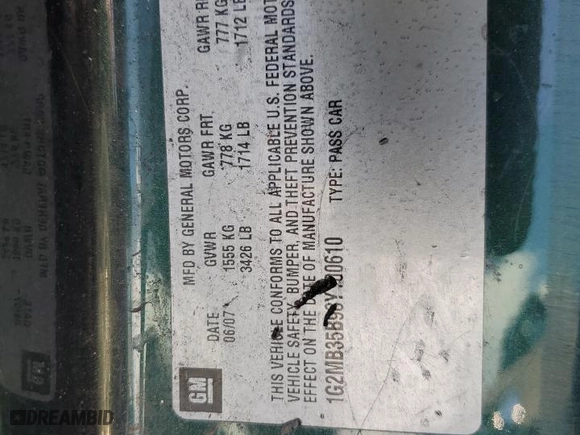 MFD BY GENERAL MOTORS CORP.
DATE GVWR GAWR FRT. GAWR RR
06/07 1555 KG 778 KG 777 KG
3426 LB 1714 LB 1712 LB
THIS VEHICLE CONFORMS TO ALL APPLICABLE U.S. FEDERAL MOT
VEHICLE SAFETY, BUMPER, AND THEFT PREVENTION STANDARDS
EFFECT ON THE DATE OF MANUFACTURE SHOWN ABOVE.
TYPE: PASS CAR
GM
DREAMBID